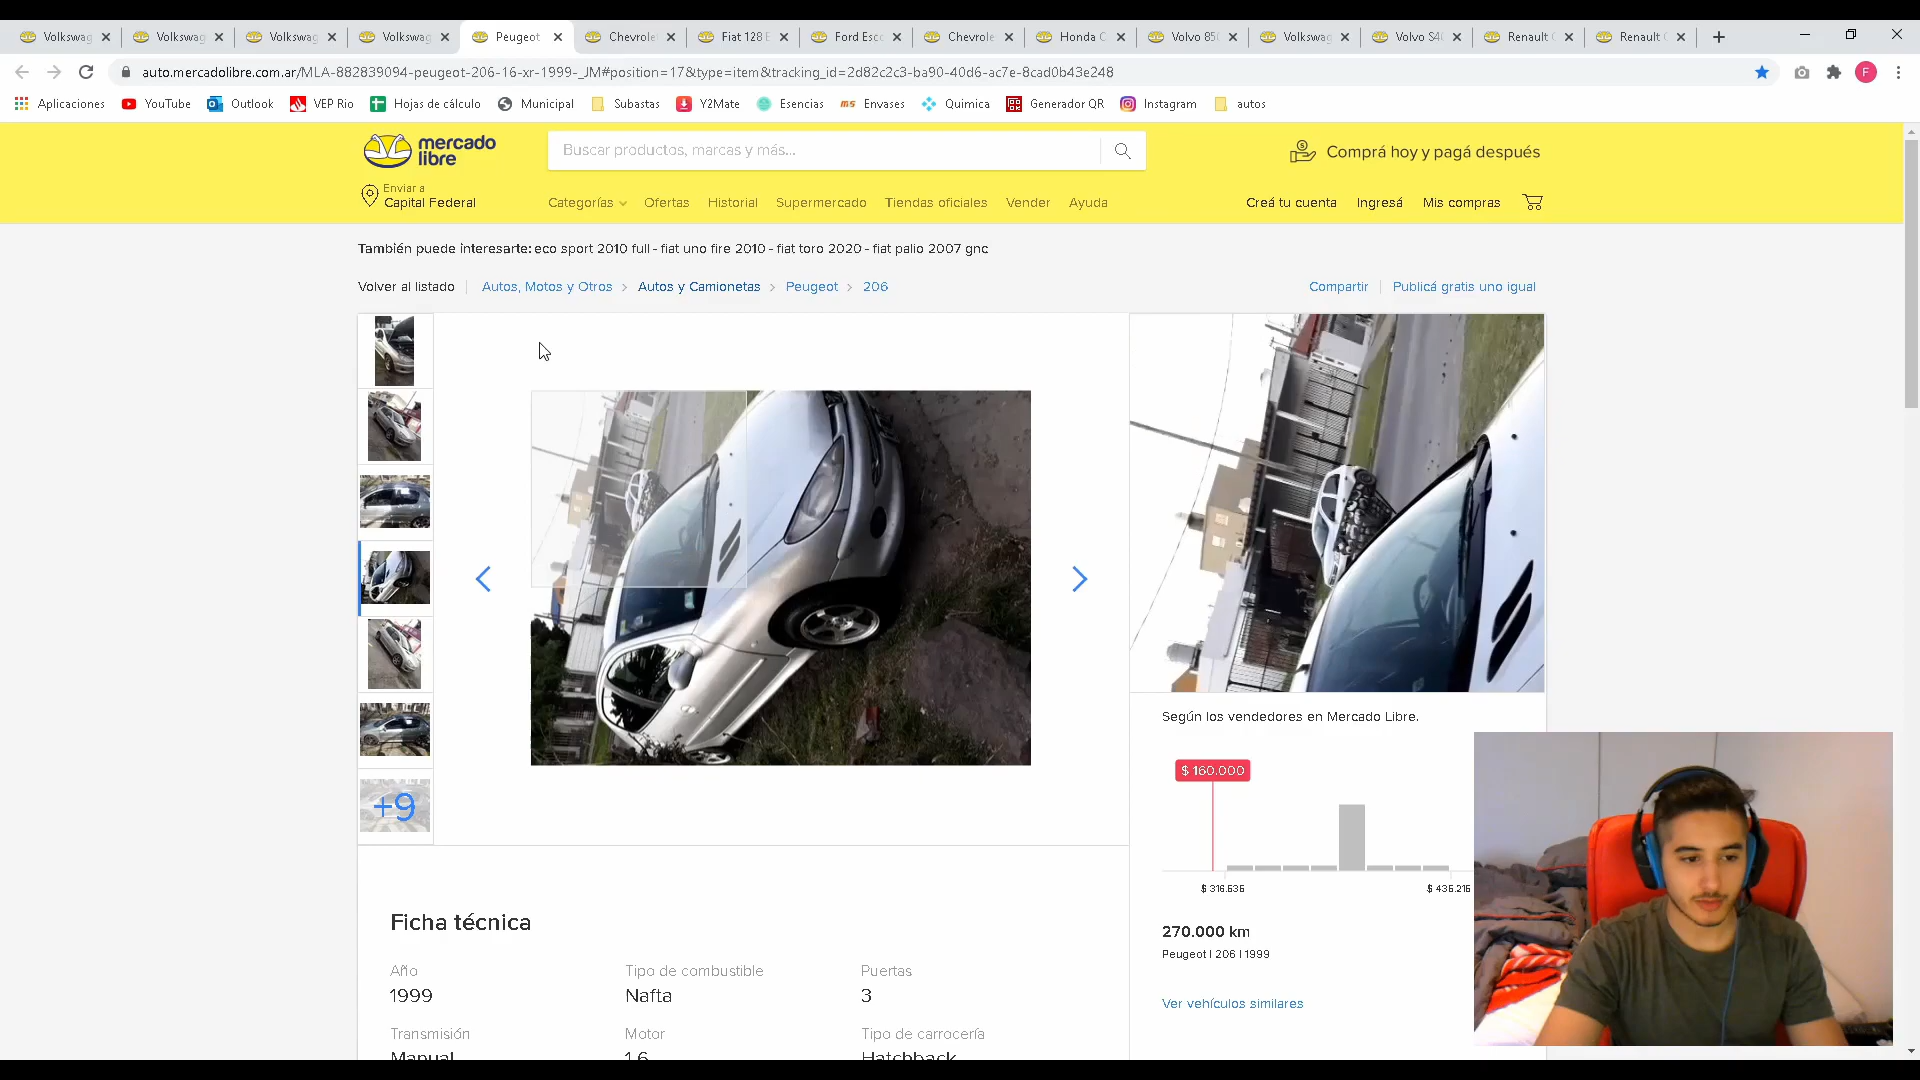 Volkswag
Volkswag
Volkswag
Volkswag
Peugeot
Chevrole
Fiat 128 E
Ford Esco
Chevrole
Honda C
Volvo 850
Volkswag
Volvo S40
Renault
Renault
auto.mercadolibre.com.ar/MLA-882839094-peugeot-206-16-xr-1999-_JM#position=17&type=item&tracking_id=2d82c2c3-ba90-40d6-ac7e-8cad0b43e248
F
Aplicaciones YouTube Outlook VEP Rio Hojas de cálculo Municipal Subastas Y2Mate Esencias Envases Quimica Generador QR Instagram autos
mercado
libre
Buscar productos, marcas y más...
Comprá hoy y pagá después
Enviar a
Capital Federal
Categorías Ofertas Historial Supermercado Tiendas oficiales Vender Ayuda
Creá tu cuenta Ingresá Mis compras
También puede interesarte: eco sport 2010 full - fiat uno fire 2010 - fiat toro 2020 - fiat palio 2007 gnc
Volver al listado Autos, Motos y Otros > Autos y Camionetas > Peugeot > 206
Compartir Publicá gratis uno igual
+9
Según los vendedores en Mercado Libre.
$ 160.000
$ 316.636 $ 436.216
270.000 km
Peugeot | 206 | 1999
Ver vehículos similares
Ficha técnica
Año Tipo de combustible Puertas
1999 Nafta 3
Transmisión Motor Tipo de carrocería
Manual 1.6 Hatchback